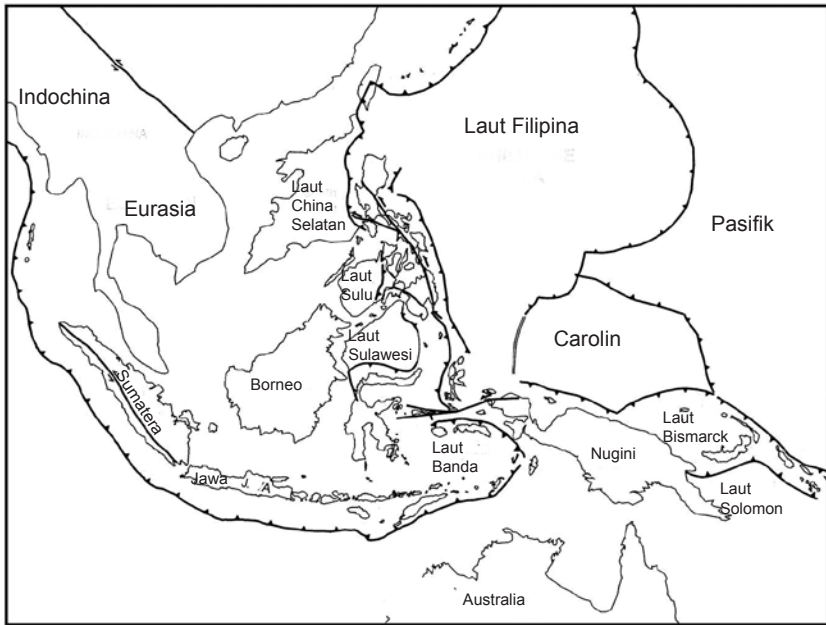 Indochina
Laut Filipina
Eurasia
Laut
China
Selatan
Pasifik
Laut
Sulu
Carolin
Laut
Sulawesi
Borneo
Sumatera
Laut
Bismarck
Nugini
Laut
Banda
Jawa
J A
Laut
Solomon
Australia